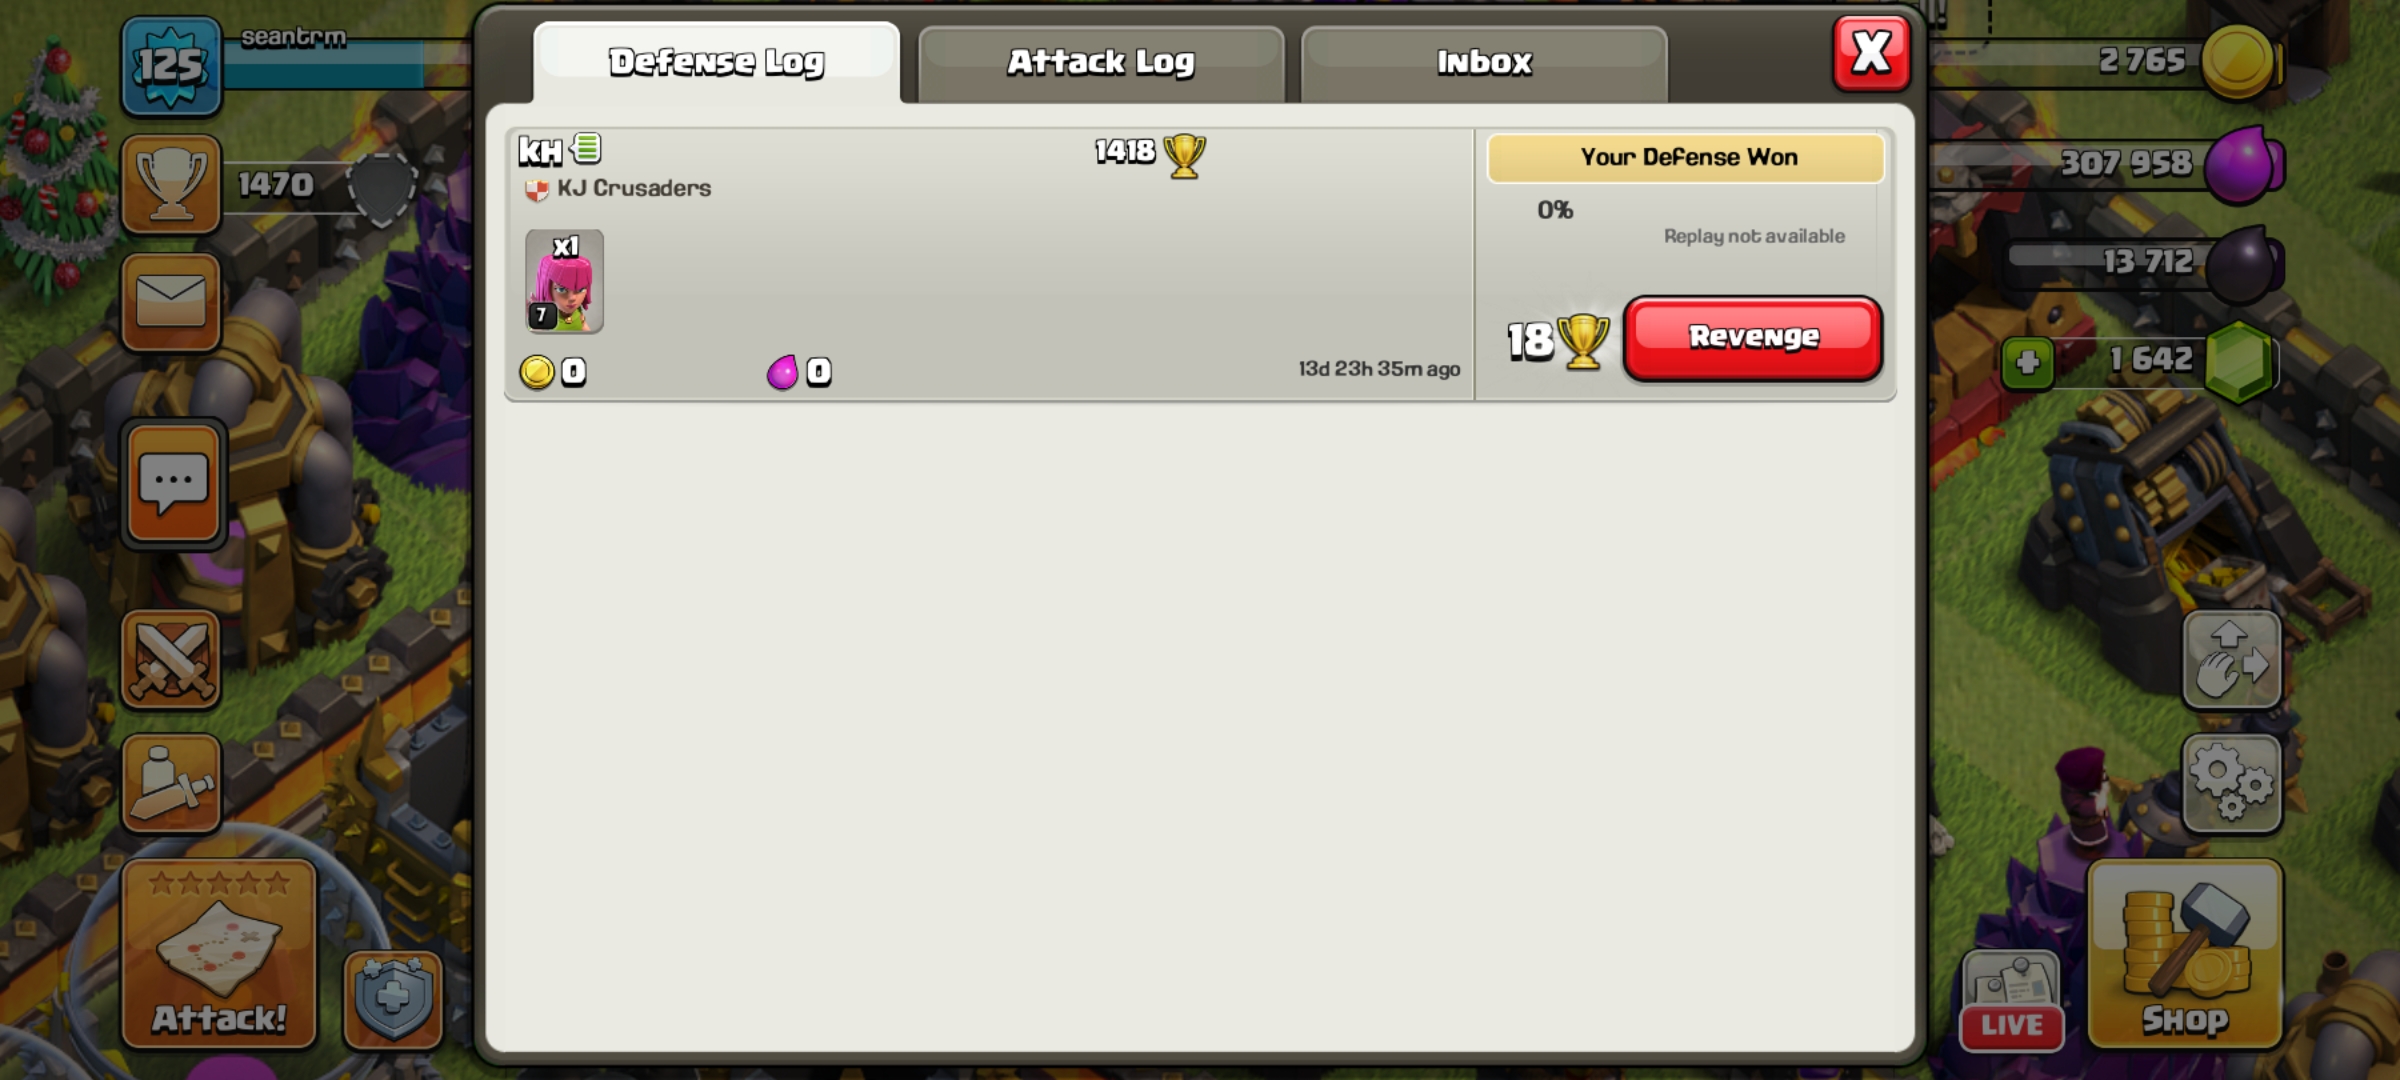 125
seantrm
1470
Attack!
Defense Log
Attack Log
Inbox
X
kH
1418
KJ Crusaders
x1
7
0
0
13d 23h 35m ago
Your Defense Won
0%
Replay not available
18
Revenge
2 765
307 958
13 712
1 642
LIVE
Shop